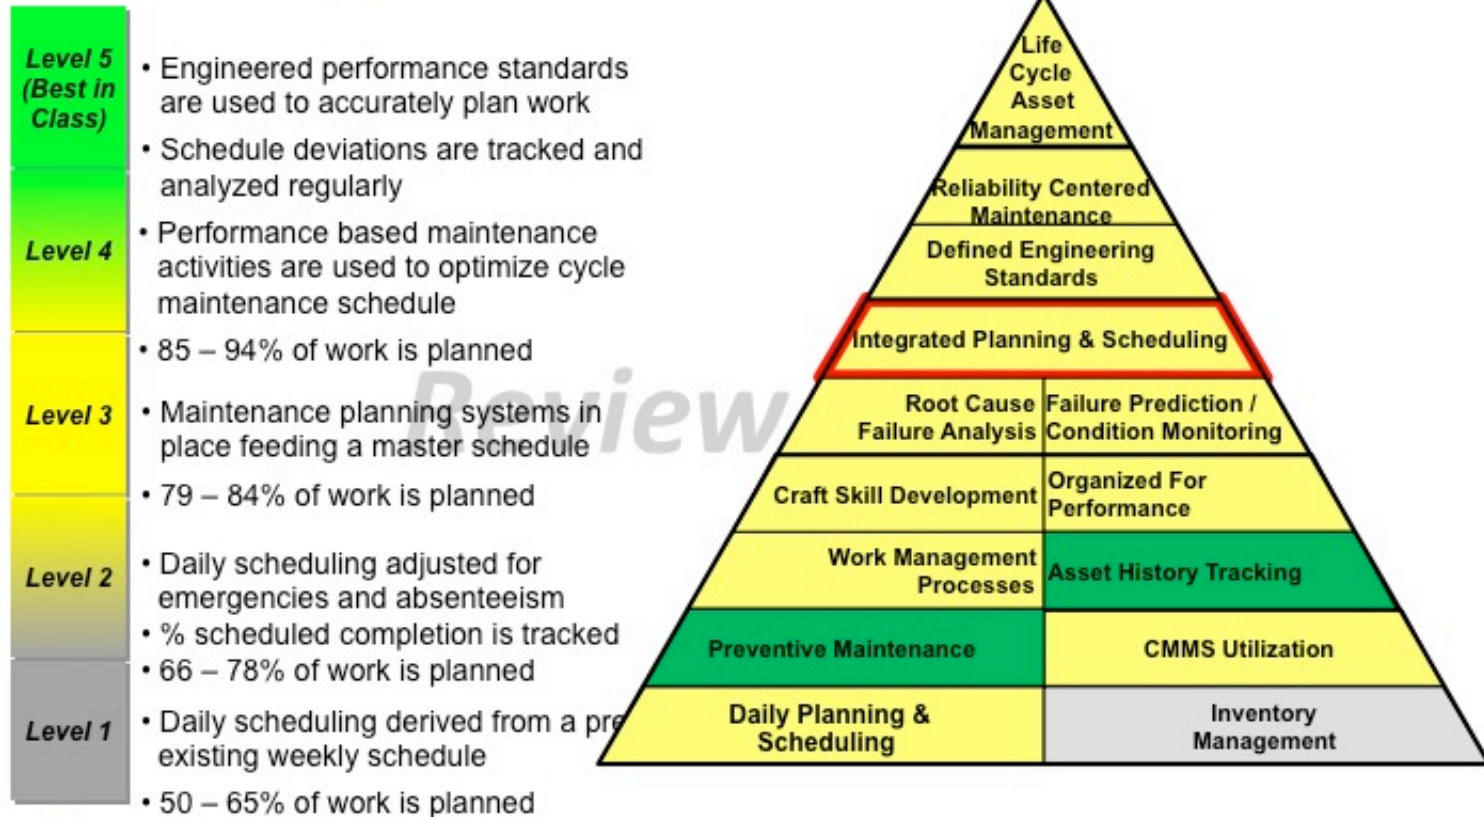 Level 5
(Best in
Class)
• Engineered performance standards
are used to accurately plan work
• Schedule deviations are tracked and
analyzed regularly
Level 4
• Performance based maintenance
activities are used to optimize cycle
maintenance schedule
• 85 – 94% of work is planned
Level 3
• Maintenance planning systems in
place feeding a master schedule
• 79 – 84% of work is planned
Level 2
• Daily scheduling adjusted for
emergencies and absenteeism
• % scheduled completion is tracked
• 66 – 78% of work is planned
Level 1
• Daily scheduling derived from a pre
existing weekly schedule
• 50 – 65% of work is planned
Review
Life
Cycle
Asset
Management
Reliability Centered
Maintenance
Defined Engineering
Standards
Integrated Planning & Scheduling
Root Cause
Failure Analysis
Failure Prediction /
Condition Monitoring
Craft Skill Development
Organized For
Performance
Work Management
Processes
Asset History Tracking
Preventive Maintenance
CMMS Utilization
Daily Planning &
Scheduling
Inventory
Management